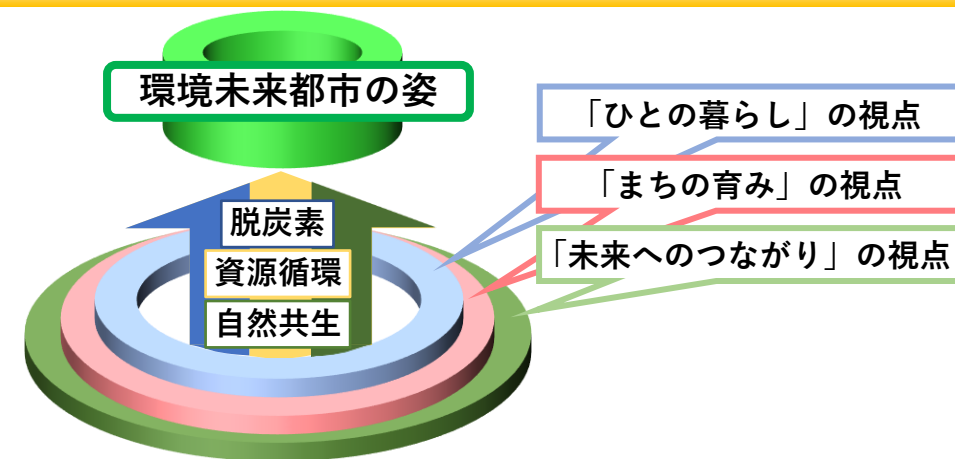 環境未来都市の姿
「ひとの暮らし」の視点
「まちの育み」の視点
「未来へのつながり」の視点
脱炭素
資源循環
自然共生